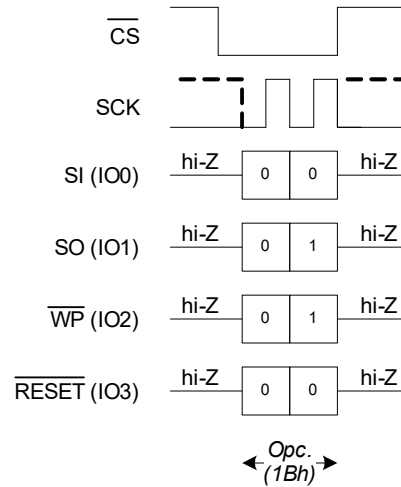 CS
SCK
SI (IO0) hi-Z 0 0 hi-Z
SO (IO1) hi-Z 0 1 hi-Z
WP (IO2) hi-Z 0 1 hi-Z
RESET (IO3) hi-Z 0 0 hi-Z
Opc.
(1Bh)